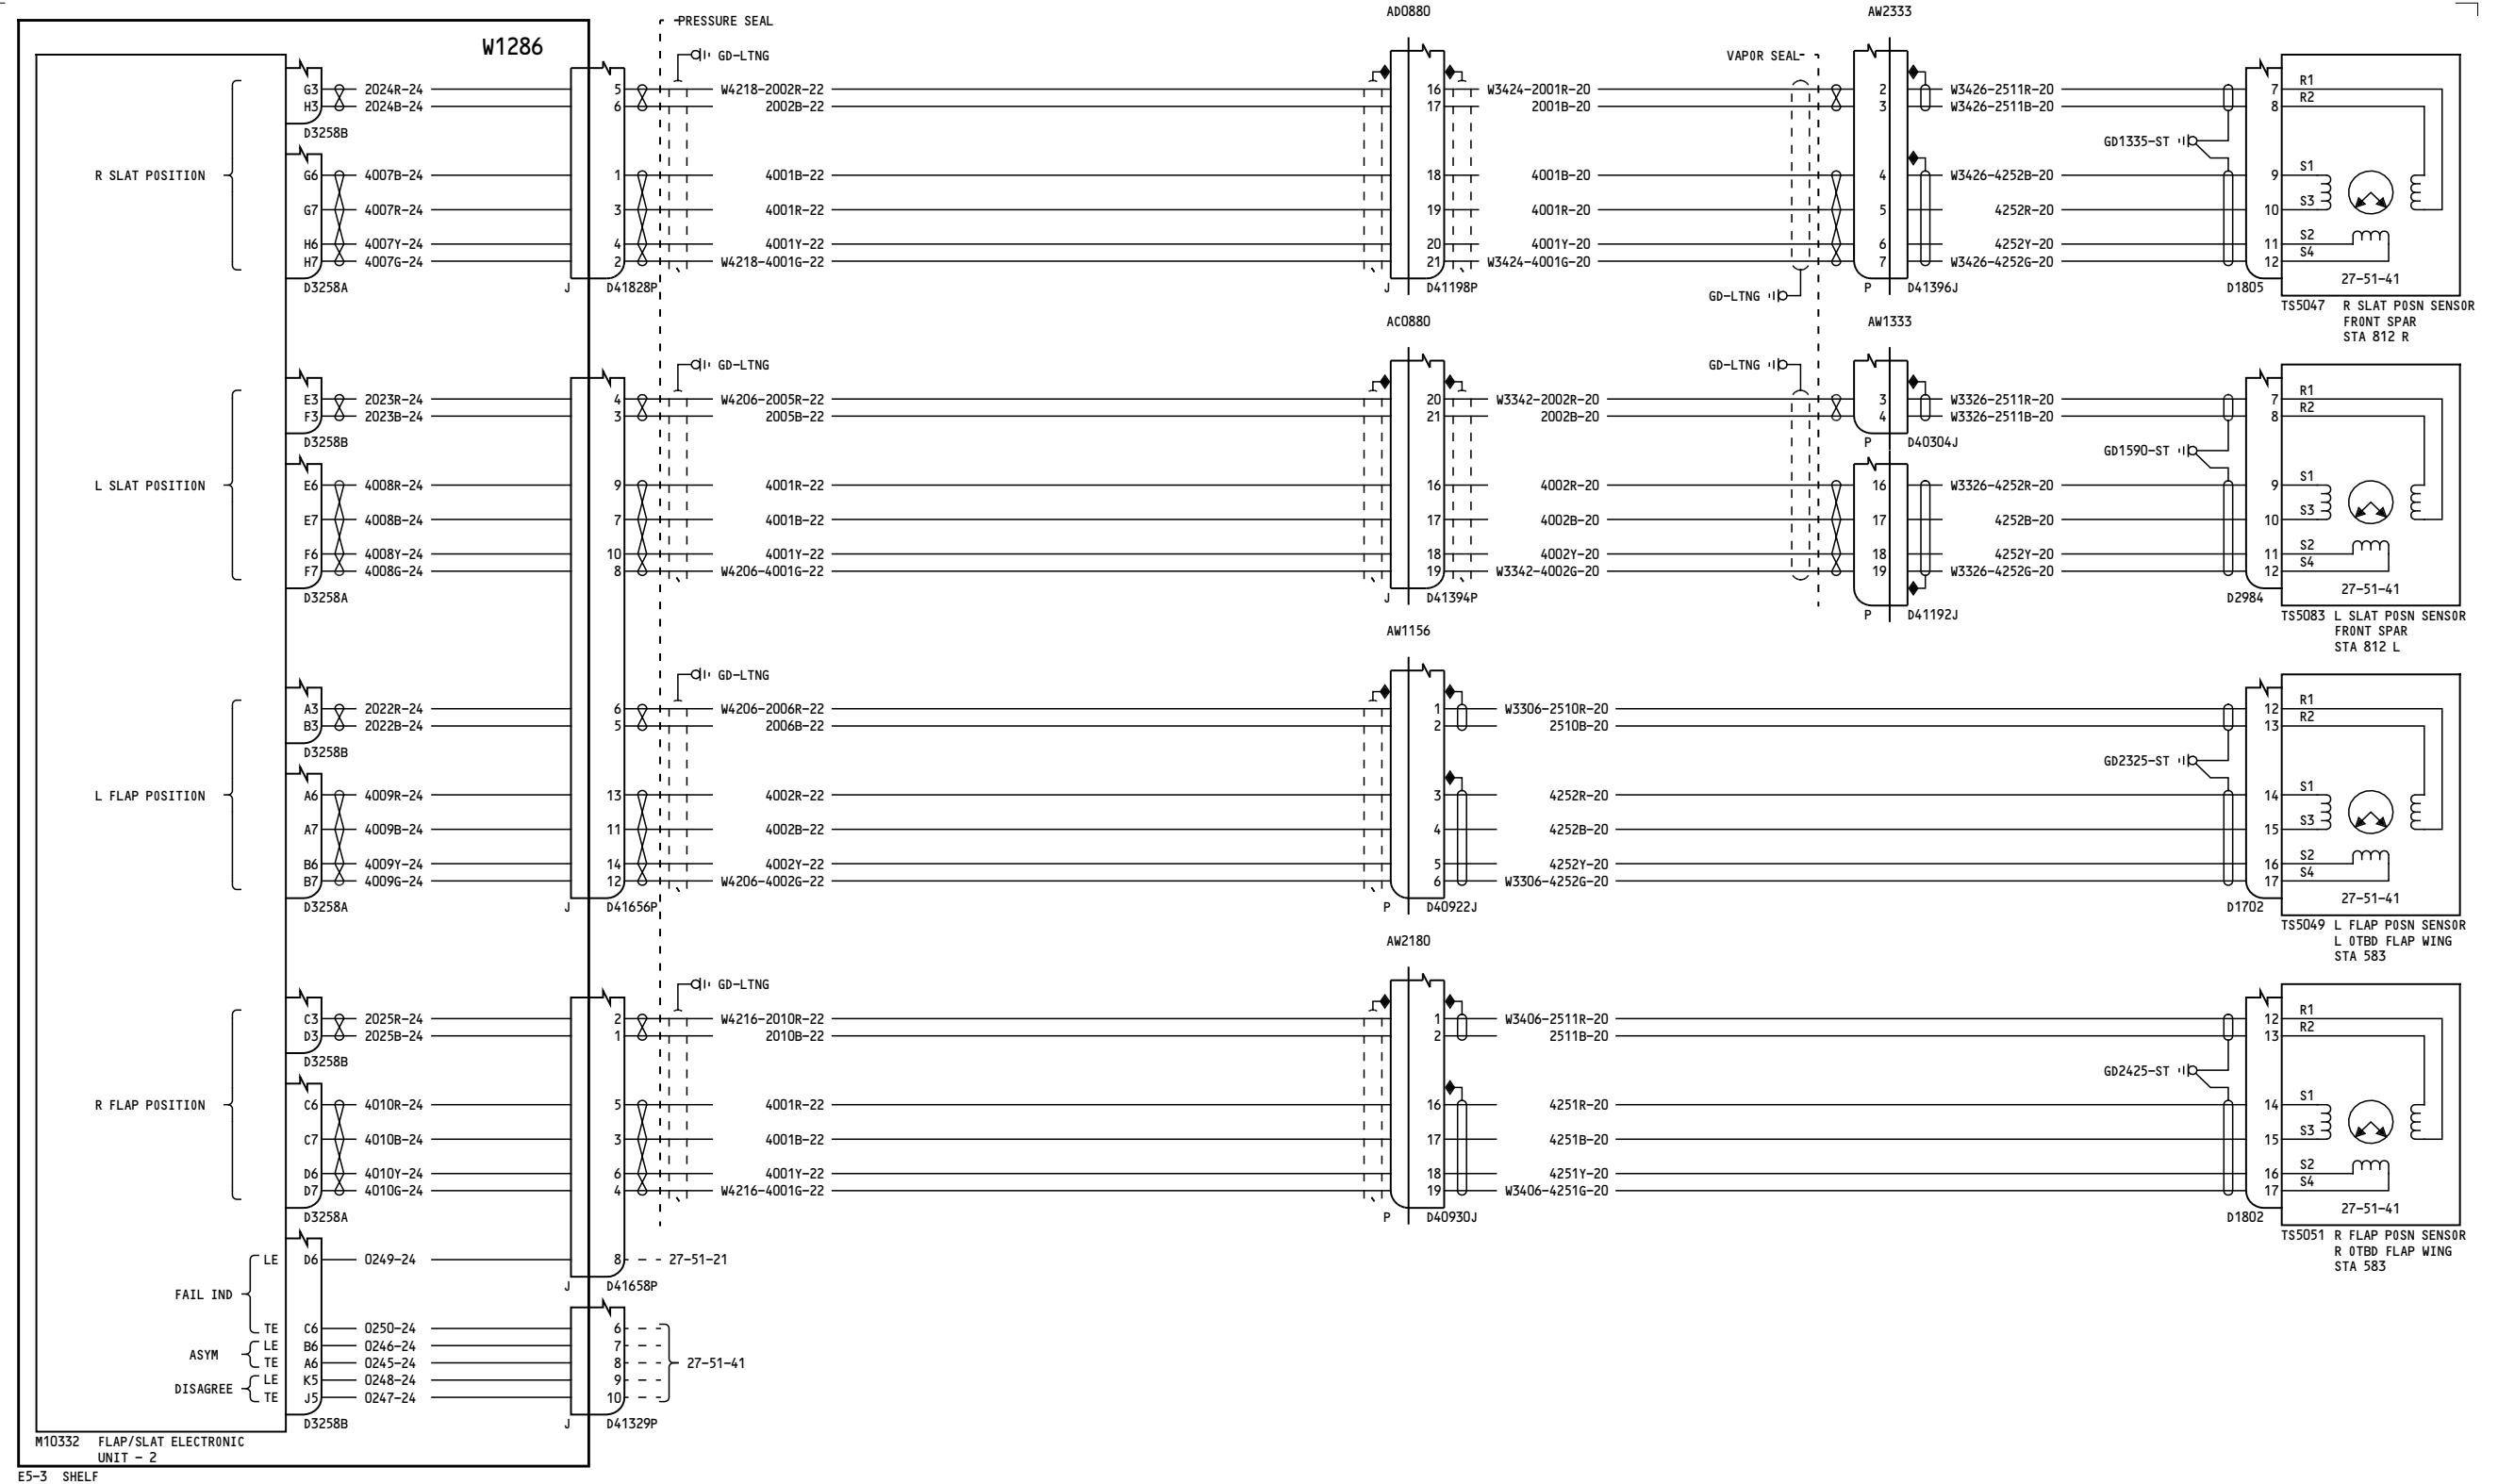 PRESSURE SEAL
AD0880
AW2333
W1286
GD-LTNG
VAPOR SEAL
R SLAT POSITION
G3 2024R-24 5 W4218-2002R-22 16 W3424-2001R-20 2 W3426-2511R-20 7 R1
H3 2024B-24 6 2002B-22 17 2001B-20 3 W3426-2511B-20 8 R2
D3258B
GD1335-ST
G6 4007B-24 1 4001B-22 18 4001B-20 4 W3426-4252B-20 9 S1
G7 4007R-24 3 4001R-22 19 4001R-20 5 4252R-20 10 S3
H6 4007Y-24 4 4001Y-22 20 4001Y-20 6 4252Y-20 11 S2
H7 4007G-24 2 W4218-4001G-22 21 W3424-4001G-20 7 W3426-4252G-20 12 S4
27-51-41
D3258A J D41828P J D41198P GD-LTNG P D41396J D1805
TS5047 R SLAT POSN SENSOR
FRONT SPAR
STA 812 R
AC0880
AW1333
GD-LTNG
GD-LTNG
L SLAT POSITION
E3 2023R-24 4 W4206-2005R-22 20 W3342-2002R-20 3 W3326-2511R-20 7 R1
F3 2023B-24 3 2005B-22 21 2002B-20 4 W3326-2511B-20 8 R2
D3258B P D40304J
GD1590-ST
E6 4008R-24 9 4001R-22 16 4002R-20 16 W3326-4252R-20 9 S1
E7 4008B-24 7 4001B-22 17 4002B-20 17 4252B-20 10 S3
F6 4008Y-24 10 4001Y-22 18 4002Y-20 18 4252Y-20 11 S2
F7 4008G-24 8 W4206-4001G-22 19 W3342-4002G-20 19 W3326-4252G-20 12 S4
27-51-41
D3258A J D41394P P D41192J D2984
TS5083 L SLAT POSN SENSOR
FRONT SPAR
STA 812 L
AW1156
GD-LTNG
L FLAP POSITION
A3 2022R-24 6 W4206-2006R-22 1 W3306-2510R-20 12 R1
B3 2022B-24 5 2006B-22 2 2510B-20 13 R2
D3258B
GD2325-ST
A6 4009R-24 13 4002R-22 3 4252R-20 14 S1
A7 4009B-24 11 4002B-22 4 4252B-20 15 S3
B6 4009Y-24 14 4002Y-22 5 4252Y-20 16 S2
B7 4009G-24 12 W4206-4002G-22 6 W3306-4252G-20 17 S4
27-51-41
D3258A J D41656P P D40922J D1702
TS5049 L FLAP POSN SENSOR
L OTBD FLAP WING
STA 583
AW2180
GD-LTNG
R FLAP POSITION
C3 2025R-24 2 W4216-2010R-22 1 W3406-2511R-20 12 R1
D3 2025B-24 1 2010B-22 2 2511B-20 13 R2
D3258B
GD2425-ST
C6 4010R-24 5 4001R-22 16 4251R-20 14 S1
C7 4010B-24 3 4001B-22 17 4251B-20 15 S3
D6 4010Y-24 6 4001Y-22 18 4251Y-20 16 S2
D7 4010G-24 4 W4216-4001G-22 19 W3406-4251G-20 17 S4
27-51-41
D3258A P D40930J D1802
TS5051 R FLAP POSN SENSOR
R OTBD FLAP WING
STA 583
LE D6 0249-24 8 27-51-21
J D41658P
FAIL IND
TE C6 0250-24 6
ASYM
LE B6 0246-24 7
TE A6 0245-24 8 27-51-41
DISAGREE
LE K5 0248-24 9
TE J5 0247-24 10
D3258B J D41329P
M10332 FLAP/SLAT ELECTRONIC
UNIT - 2
E5-3 SHELF